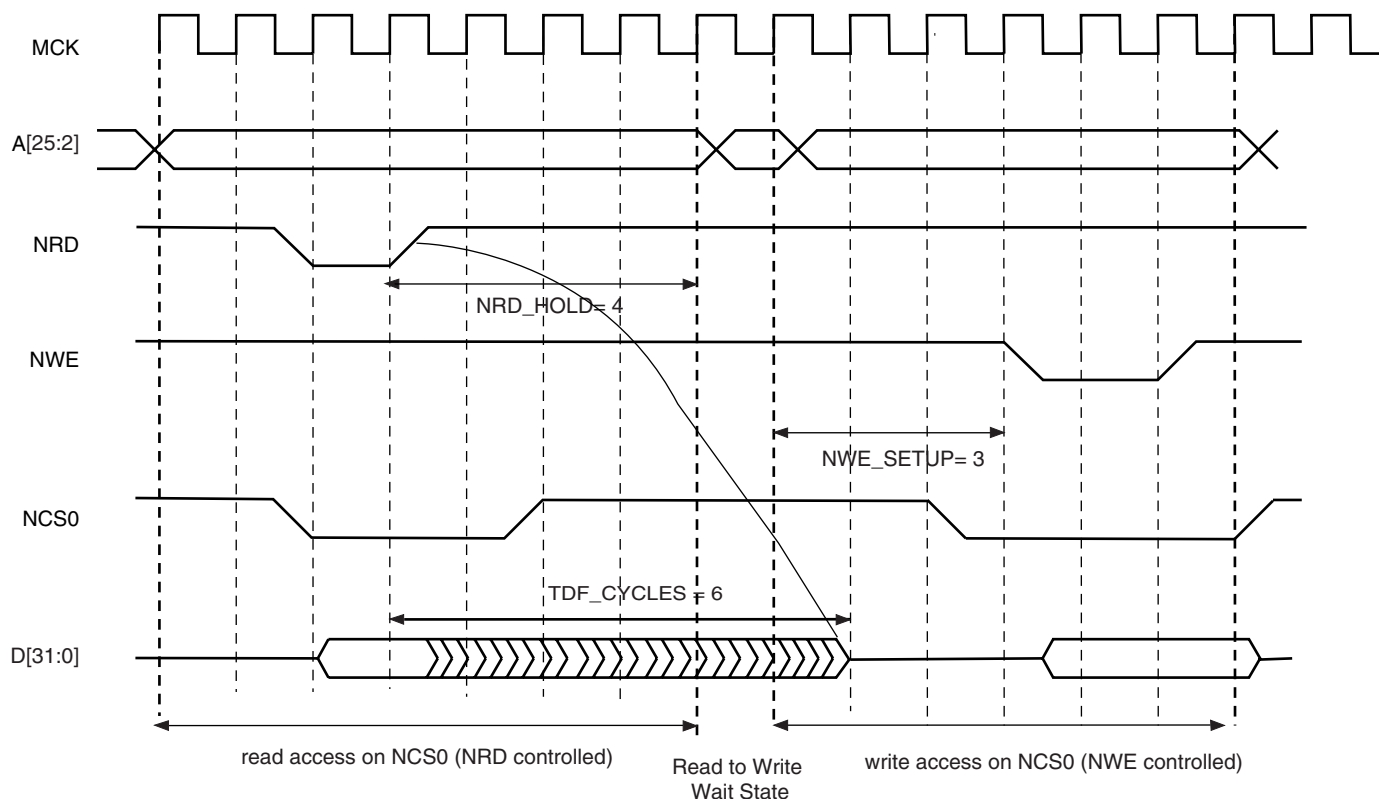 MCK
A[25:2]
NRD
NRD_HOLD= 4
NWE
NWE_SETUP= 3
NCS0
TDF_CYCLES = 6
D[31:0]
read access on NCS0 (NRD controlled)
Read to Write
Wait State
write access on NCS0 (NWE controlled)